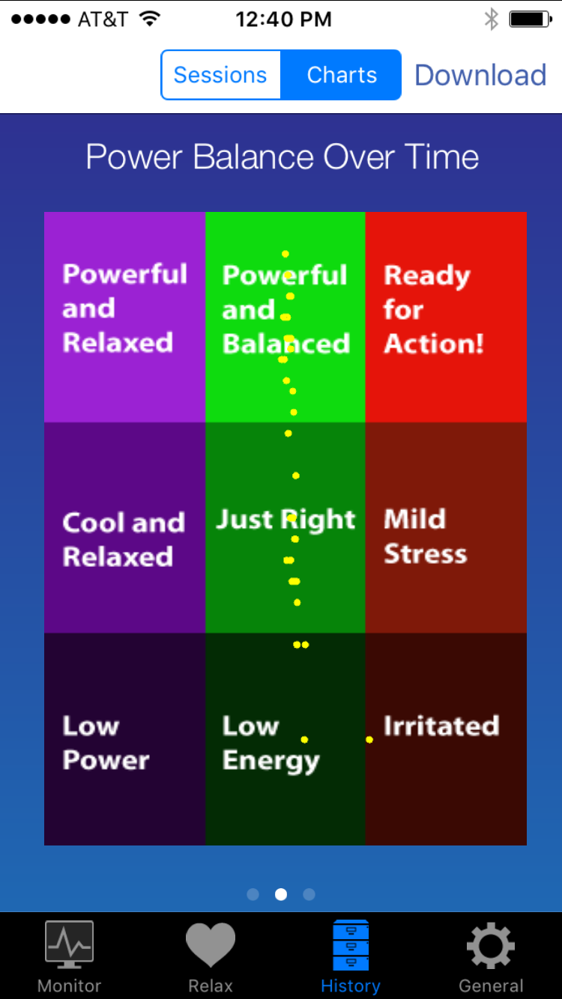 AT&T 12:40 PM
Sessions Charts Download
Power Balance Over Time
Powerful
and
Relaxed
Powerful
and
Balanced
Ready
for
Action!
Cool and
Relaxed
Just Right
Mild
Stress
Low
Power
Low
Energy
Irritated
Monitor Relax History General